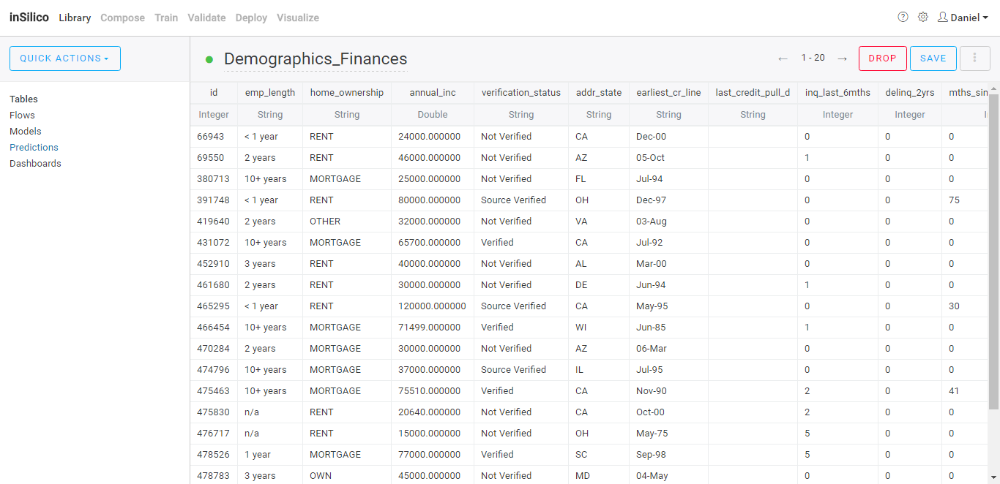 inSilico Library Compose Train Validate Deploy Visualize Daniel
QUICK ACTIONS
Demographics_Finances
← 1 - 20 → DROP SAVE
Tables
Flows
Models
Predictions
Dashboards
id emp_length home_ownership annual_inc verification_status addr_state earliest_cr_line last_credit_pull_d inq_last_6mths delinq_2yrs mths_sin
Integer String String Double String String String String Integer Integer
66943 < 1 year RENT 24000.000000 Not Verified CA Dec-00 0 0 0
69550 2 years RENT 46000.000000 Not Verified AZ 05-Oct 1 0 0
380713 10+ years MORTGAGE 25000.000000 Not Verified FL Jul-94 0 0 0
391748 < 1 year RENT 80000.000000 Source Verified OH Dec-97 0 0 75
419640 2 years OTHER 32000.000000 Not Verified VA 03-Aug 0 0 0
431072 10+ years MORTGAGE 65700.000000 Verified CA Jul-92 0 0 0
452910 3 years RENT 40000.000000 Not Verified AL Mar-00 0 0 0
461680 2 years RENT 30000.000000 Not Verified DE Jun-94 1 0 0
465295 < 1 year RENT 120000.000000 Source Verified CA May-95 0 0 30
466454 10+ years MORTGAGE 71499.000000 Verified WI Jun-85 1 0 0
470284 2 years MORTGAGE 30000.000000 Not Verified AZ 06-Mar 0 0 0
474796 10+ years MORTGAGE 37000.000000 Source Verified IL Jul-95 0 0 0
475463 10+ years MORTGAGE 75510.000000 Verified CA Nov-90 2 0 41
475830 n/a RENT 20640.000000 Not Verified CA Oct-00 2 0 0
476717 n/a RENT 15000.000000 Not Verified OH May-75 5 0 0
478526 1 year MORTGAGE 77000.000000 Verified SC Sep-98 5 0 0
478783 3 years OWN 45000.000000 Not Verified MD 04-May 0 0 0